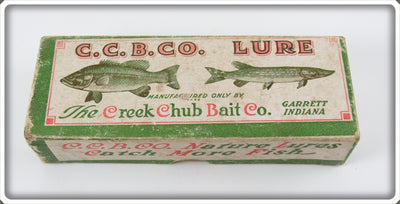 C.C.B.CO. LURE
MANUFACTURED ONLY BY
The Creek Chub Bait Co.
GARRETT
INDIANA
C.C.B.CO. Nature Lures
Catch More Fish